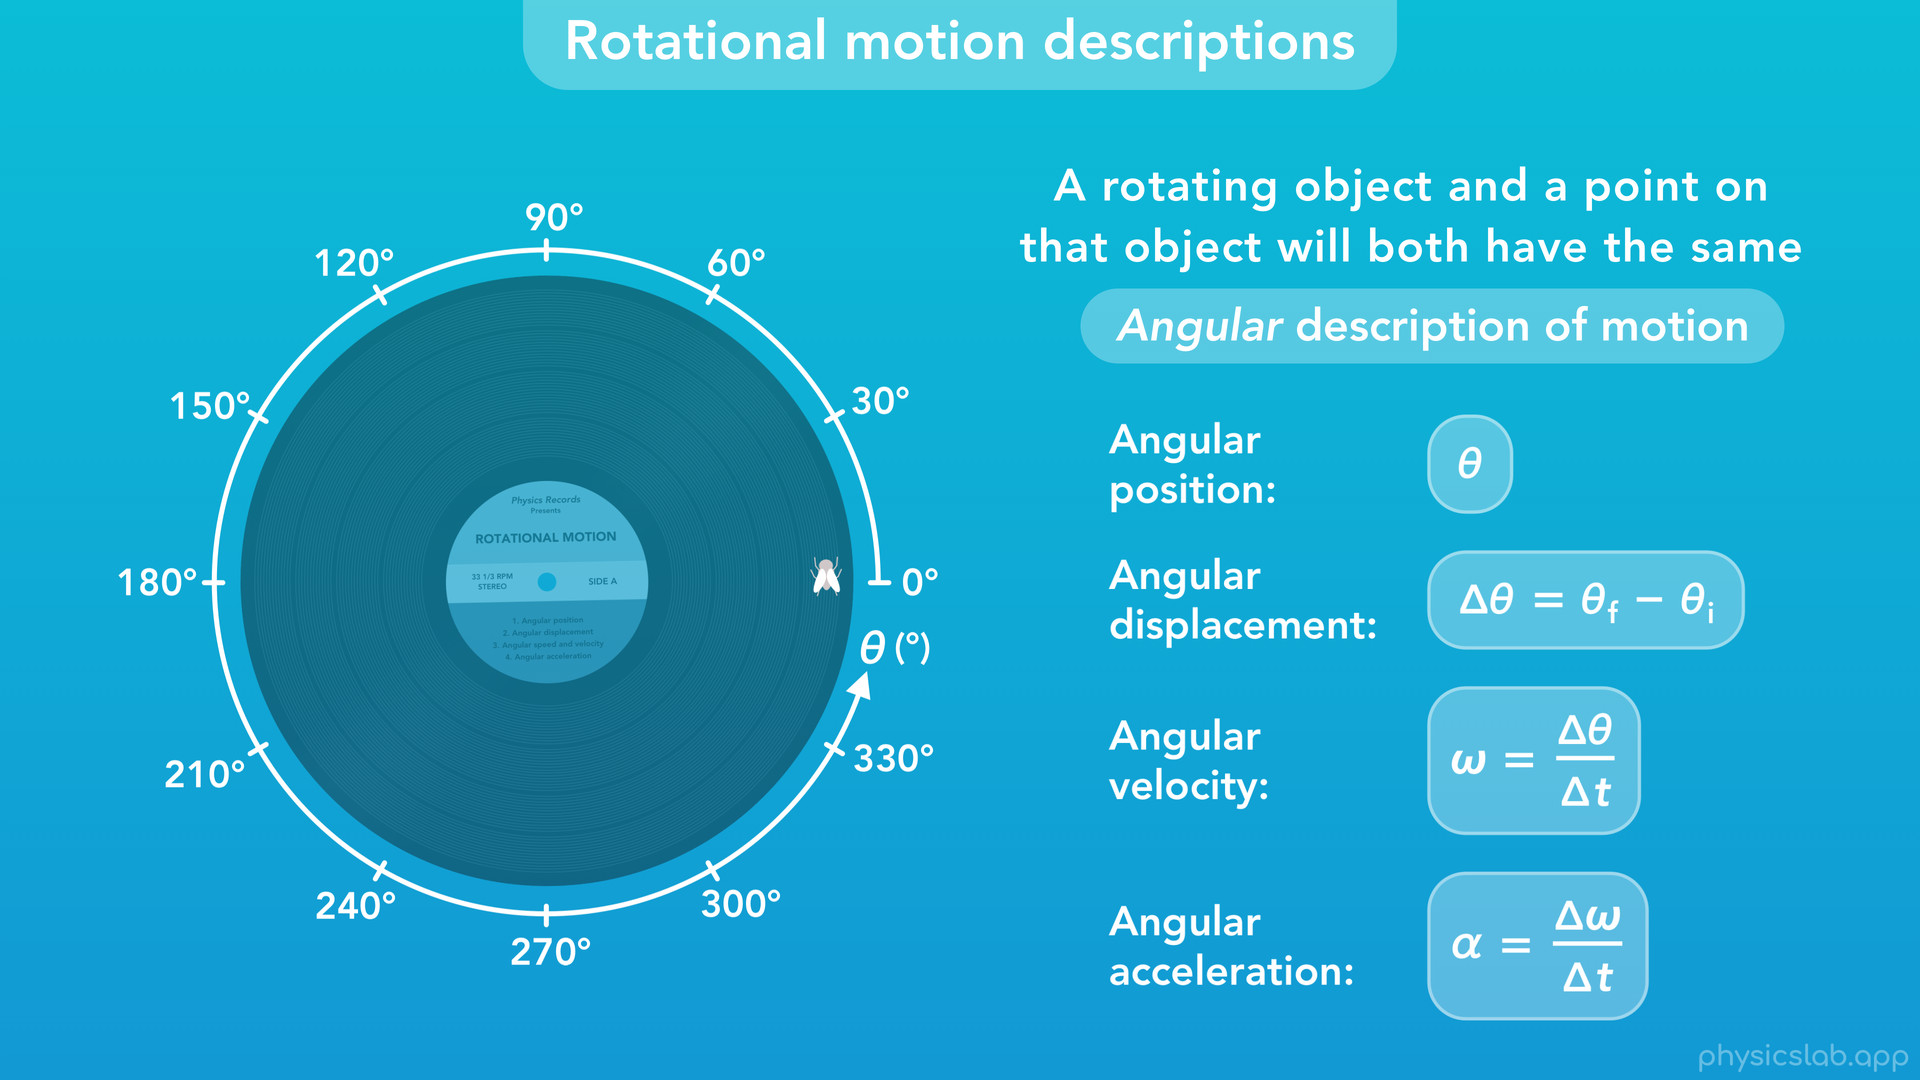 Rotational motion descriptions
A rotating object and a point on
that object will both have the same
Angular description of motion
90°
120°
60°
150°
30°
180°
0°
θ (°)
210°
330°
240°
300°
270°
Physics Records
Presents
ROTATIONAL MOTION
33 1/3 RPM
STEREO
SIDE A
1. Angular position
2. Angular displacement
3. Angular speed and velocity
4. Angular acceleration
Angular
position:
θ
Angular
displacement:
Δθ = θf − θi
Angular
velocity:
ω = Δθ / Δt
Angular
acceleration:
α = Δω / Δt
physicslab.app